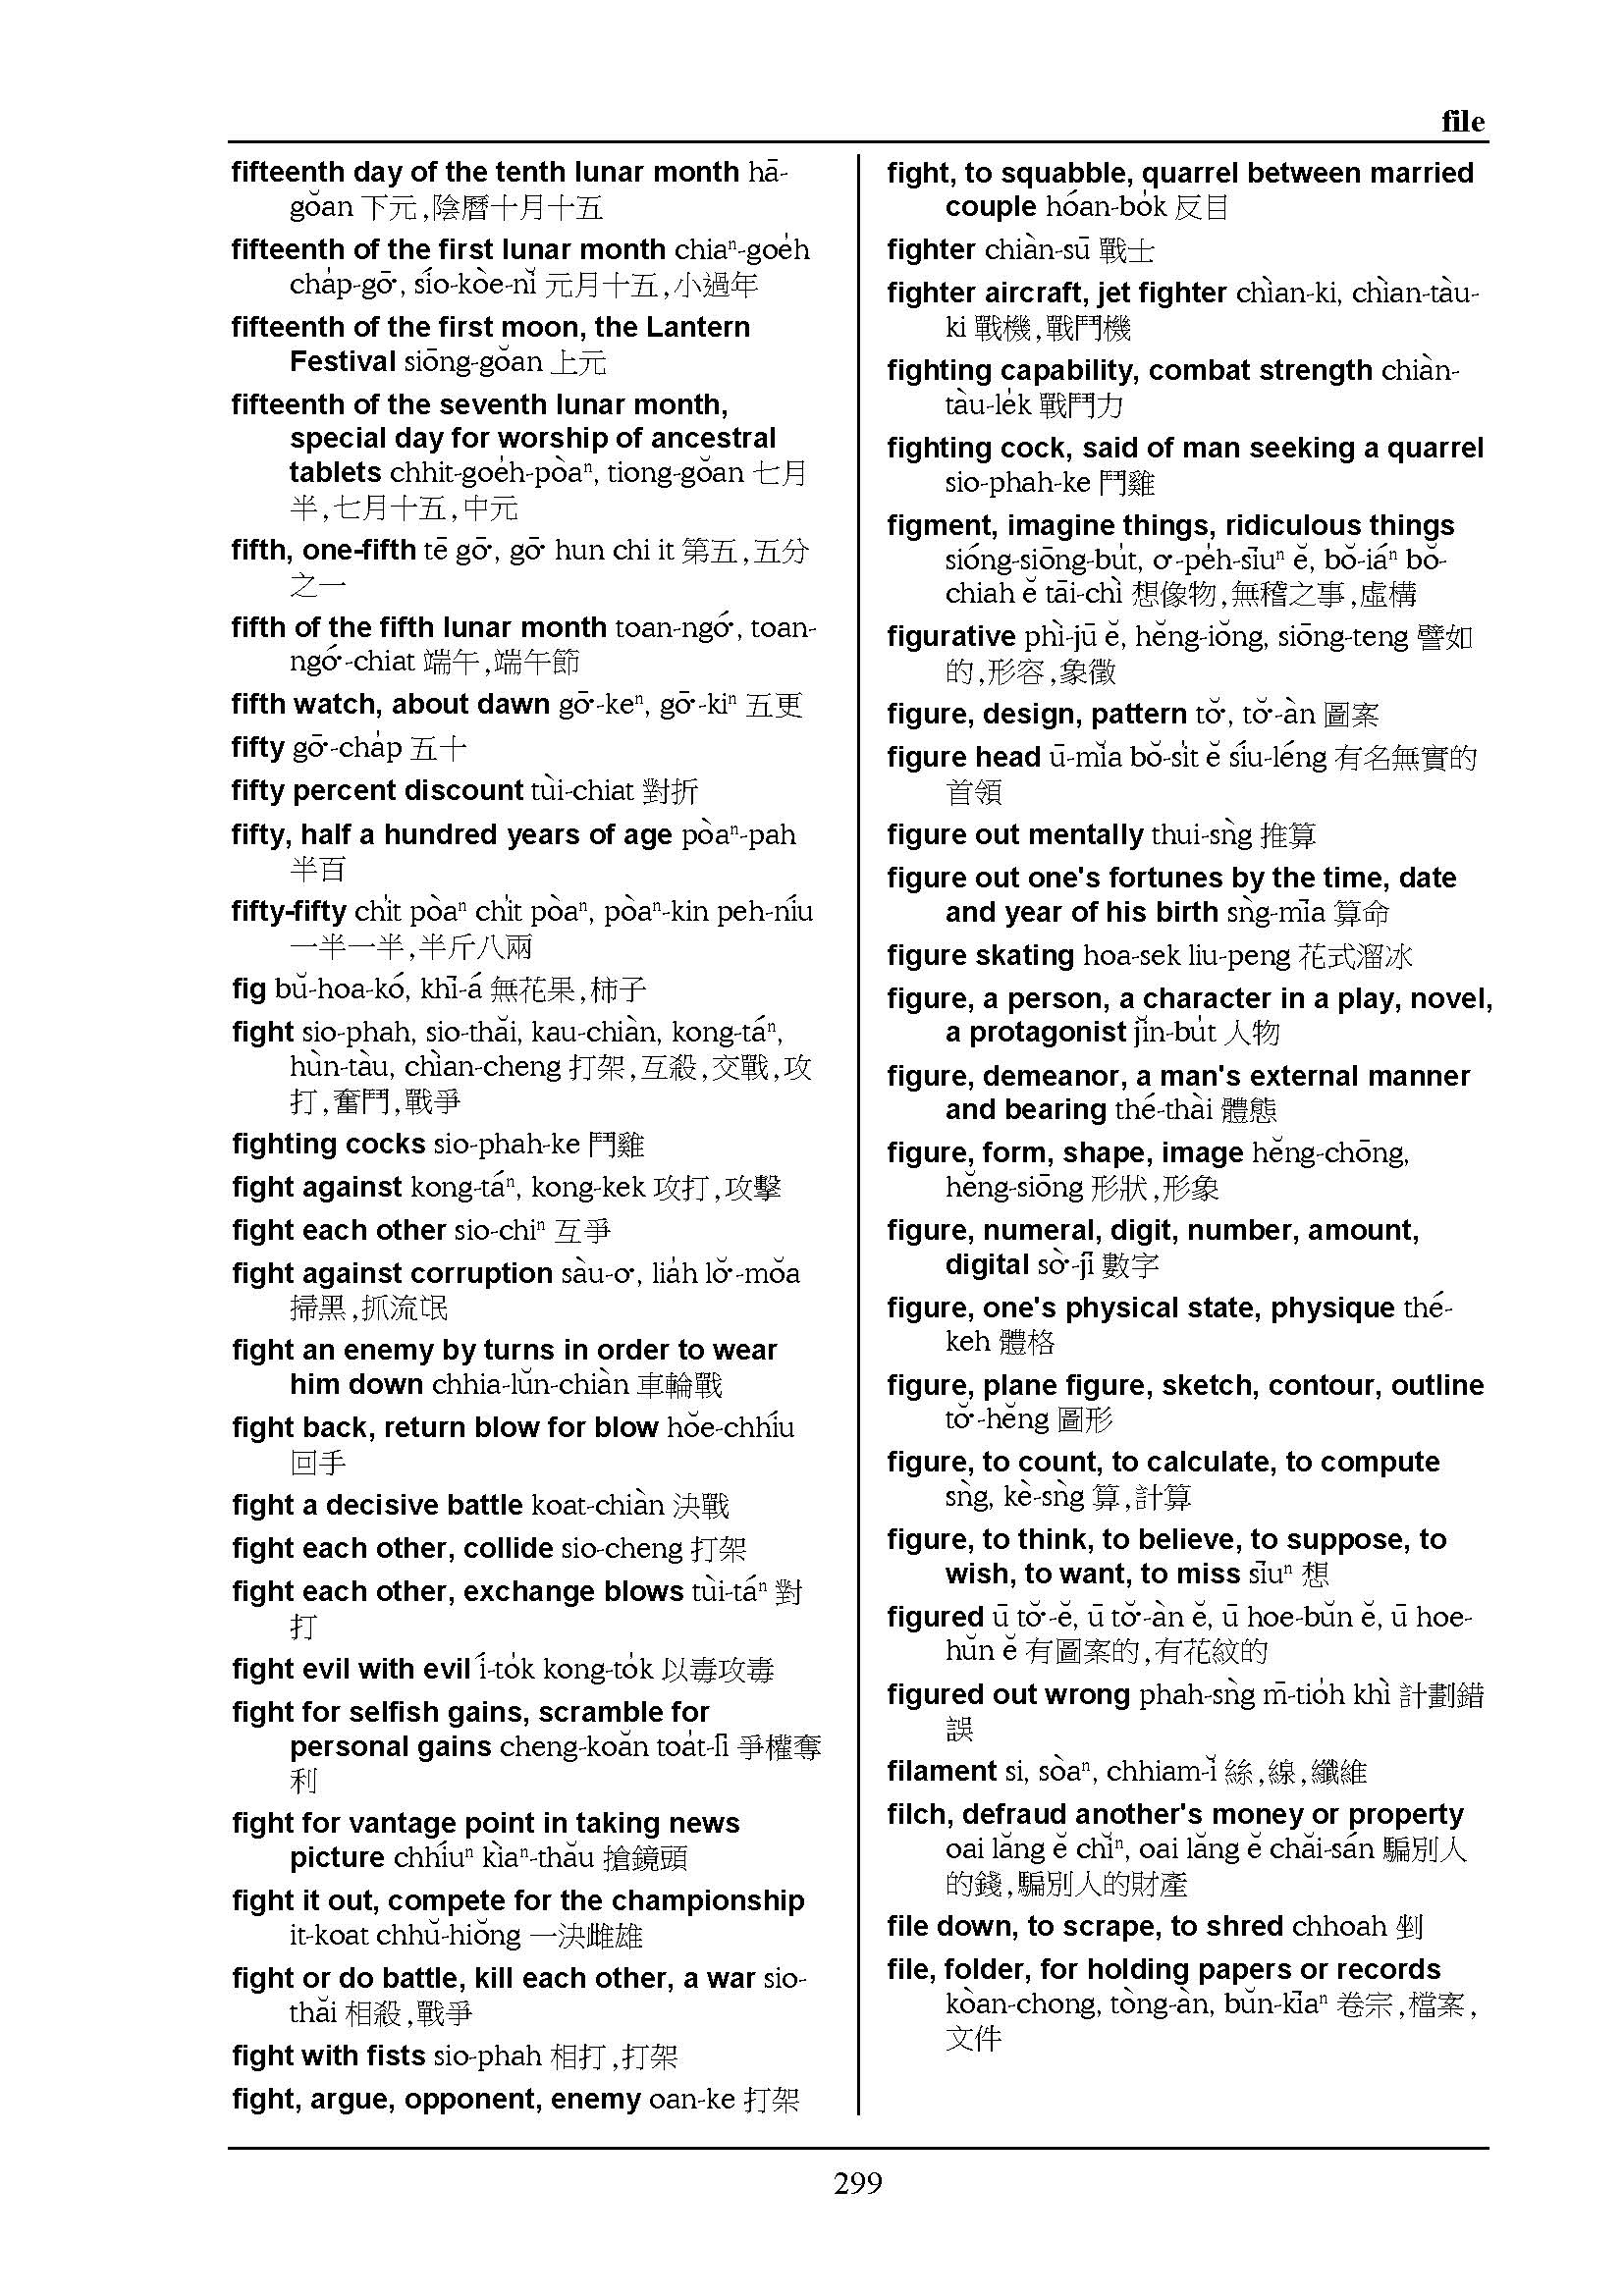 file
fifteenth day of the tenth lunar month hā-
gŏan 下元,陰曆十月十五
fifteenth of the first lunar month chiaⁿ-goe̍h
cha̍p-gō͘, sío-kòe-nĭ 元月十五,小過年
fifteenth of the first moon, the Lantern
Festival siōng-gŏan 上元
fifteenth of the seventh lunar month,
special day for worship of ancestral
tablets chhit-goe̍h-pòaⁿ, tiong-gŏan 七月
半,七月十五,中元
fifth, one-fifth tē gō͘, gō͘ hun chi it 第五,五分
之一
fifth of the fifth lunar month toan-ngó͘, toan-
ngó͘-chiat 端午,端午節
fifth watch, about dawn gō͘-keⁿ, gō͘-kiⁿ 五更
fifty gō͘-cha̍p 五十
fifty percent discount tùi-chiat 對折
fifty, half a hundred years of age pòaⁿ-pah
半百
fifty-fifty chi̍t pòaⁿ chi̍t pòaⁿ, pòaⁿ-kin peh-níu
一半一半,半斤八兩
fig bŭ-hoa-kó, khī-á 無花果,柿子
fight sio-phah, sio-thăi, kau-chiàn, kong-táⁿ,
hùn-tàu, chìan-cheng 打架,互殺,交戰,攻
打,奮鬥,戰爭
fighting cocks sio-phah-ke 鬥雞
fight against kong-táⁿ, kong-kek 攻打,攻擊
fight each other sio-chiⁿ 互爭
fight against corruption sàu-o͘, lia̍h lŏ͘-mŏa
掃黑,抓流氓
fight an enemy by turns in order to wear
him down chhia-lŭn-chiàn 車輪戰
fight back, return blow for blow hŏe-chhíu
回手
fight a decisive battle koat-chiàn 決戰
fight each other, collide sio-cheng 打架
fight each other, exchange blows tùi-táⁿ 對
打
fight evil with evil í-to̍k kong-to̍k 以毒攻毒
fight for selfish gains, scramble for
personal gains cheng-koăn toa̍t-lī 爭權奪
利
fight for vantage point in taking news
picture chhíuⁿ kìaⁿ-thău 搶鏡頭
fight it out, compete for the championship
it-koat chhŭ-hiŏng 一決雌雄
fight or do battle, kill each other, a war sio-
thăi 相殺,戰爭
fight with fists sio-phah 相打,打架
fight, argue, opponent, enemy oan-ke 打架
fight, to squabble, quarrel between married
couple hóan-bo̍k 反目
fighter chiàn-sū 戰士
fighter aircraft, jet fighter chìan-ki, chìan-tàu-
ki 戰機,戰鬥機
fighting capability, combat strength chiàn-
tàu-le̍k 戰鬥力
fighting cock, said of man seeking a quarrel
sio-phah-ke 鬥雞
figment, imagine things, ridiculous things
sióng-siōng-bu̍t, o͘-pe̍h-sīuⁿ ĕ, bŏ-iáⁿ bŏ-
chiah ĕ tāi-chì 想像物,無稽之事,虛構
figurative phì-jū ĕ, hĕng-iŏng, siōng-teng 譬如
的,形容,象徵
figure, design, pattern tŏ͘, tŏ͘-àn 圖案
figure head ū-mĭa bŏ-si̍t ĕ síu-léng 有名無實的
首領
figure out mentally thui-sǹg 推算
figure out one's fortunes by the time, date
and year of his birth sǹg-mīa 算命
figure skating hoa-sek liu-peng 花式溜冰
figure, a person, a character in a play, novel,
a protagonist jĭn-bu̍t 人物
figure, demeanor, a man's external manner
and bearing thé-thài 體態
figure, form, shape, image hĕng-chōng,
hĕng-siōng 形狀,形象
figure, numeral, digit, number, amount,
digital sò͘-jī 數字
figure, one's physical state, physique thé-
keh 體格
figure, plane figure, sketch, contour, outline
tŏ͘-hĕng 圖形
figure, to count, to calculate, to compute
sǹg, kè-sǹg 算,計算
figure, to think, to believe, to suppose, to
wish, to want, to miss sīuⁿ 想
figured ū tŏ͘-ĕ, ū tŏ͘-àn ĕ, ū hoe-bŭn ĕ, ū hoe-
hŭn ĕ 有圖案的,有花紋的
figured out wrong phah-sǹg m̄-tio̍h khì 計劃錯
誤
filament si, sòaⁿ, chhiam-ĭ 絲,線,纖維
filch, defraud another's money or property
oai lăng ĕ chĭⁿ, oai lăng ĕ chăi-sán 騙別人
的錢,騙別人的財產
file down, to scrape, to shred chhoah 剉
file, folder, for holding papers or records
kòan-chong, tòng-àn, bŭn-kīaⁿ 卷宗,檔案,
文件
299